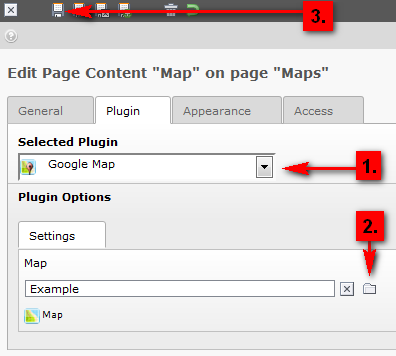 3.
Edit Page Content "Map" on page "Maps"
General Plugin Appearance Access
Selected Plugin
Google Map
1.
Plugin Options
2.
Settings
Map
Example
Map